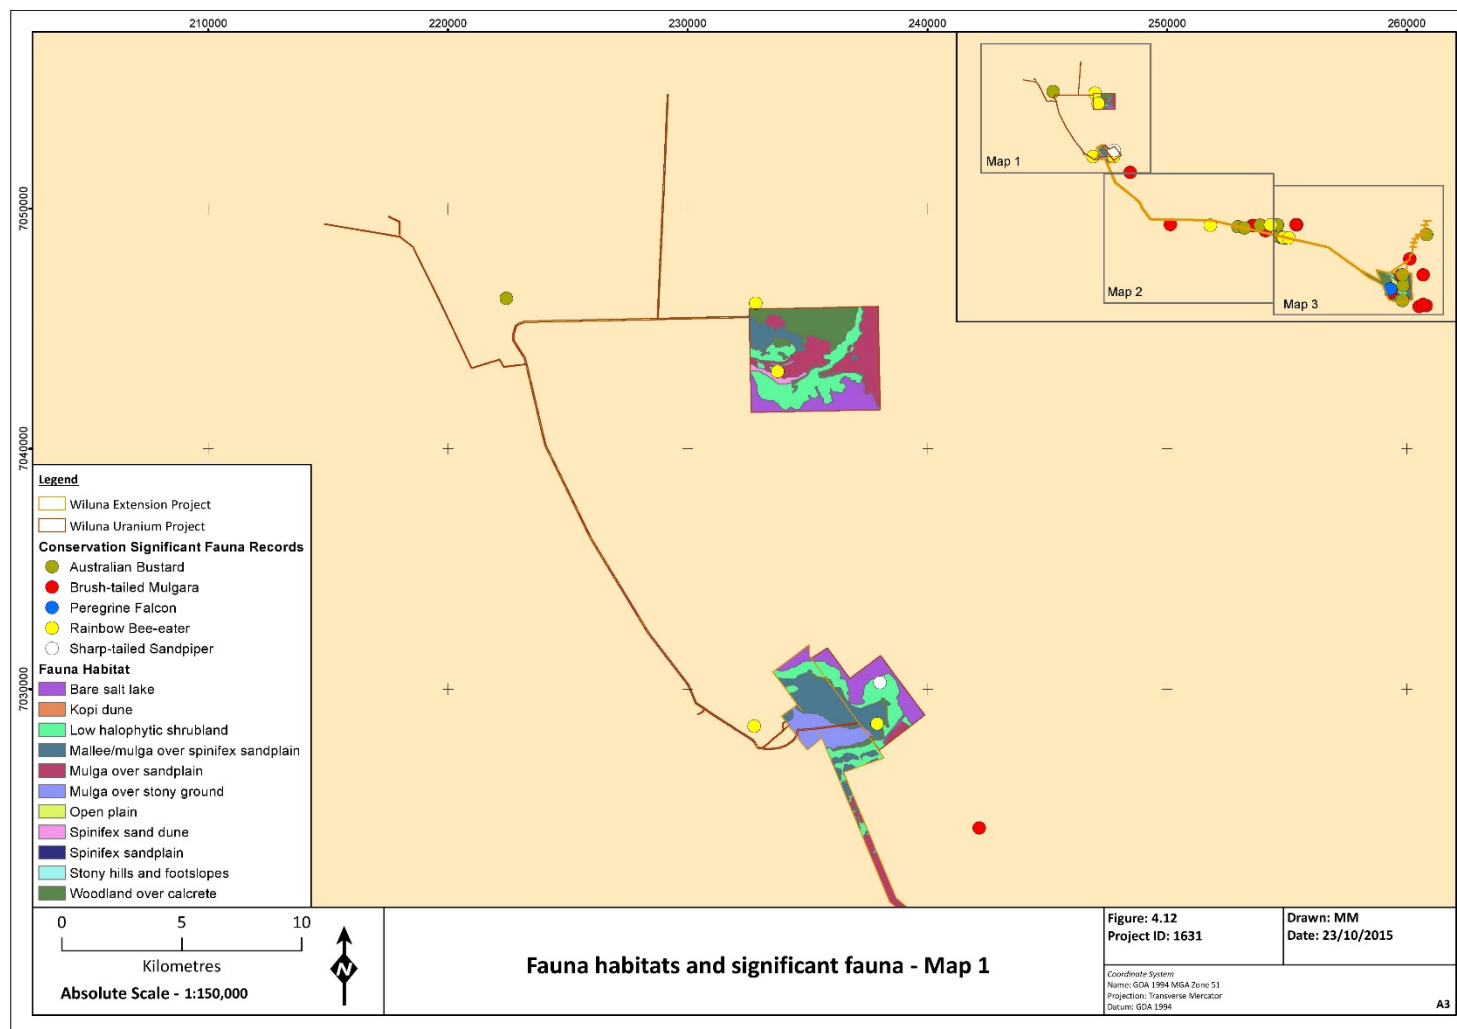 210000
220000
230000
240000
250000
260000
7050000
7040000
7030000
Map 1
Map 2
Map 3
Legend
Wiluna Extension Project
Wiluna Uranium Project
Conservation Significant Fauna Records
Australian Bustard
Brush-tailed Mulgara
Peregrine Falcon
Rainbow Bee-eater
Sharp-tailed Sandpiper
Fauna Habitat
Bare salt lake
Kopi dune
Low halophytic shrubland
Mallee/mulga over spinifex sandplain
Mulga over sandplain
Mulga over stony ground
Open plain
Spinifex sand dune
Spinifex sandplain
Stony hills and footslopes
Woodland over calcrete
0 5 10
Kilometres
Absolute Scale - 1:150,000
N
Fauna habitats and significant fauna - Map 1
Figure: 4.12
Project ID: 1631
Drawn: MM
Date: 23/10/2015
Coordinate System
Name: GDA 1994 MGA Zone 51
Projection: Transverse Mercator
Datum: GDA 1994
A3